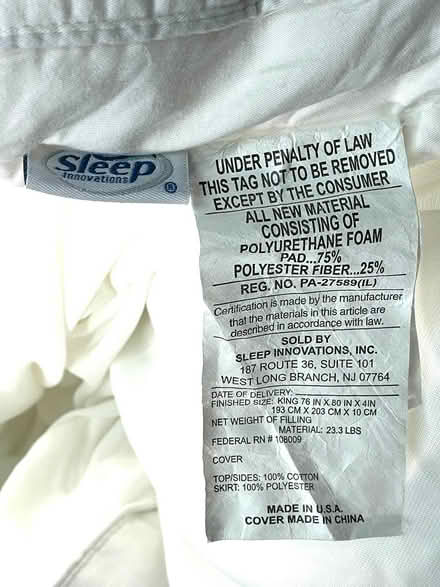 Sleep
Innovations®
UNDER PENALTY OF LAW
THIS TAG NOT TO BE REMOVED
EXCEPT BY THE CONSUMER
ALL NEW MATERIAL
CONSISTING OF
POLYURETHANE FOAM
PAD...75%
POLYESTER FIBER...25%
REG. NO. PA-27589(IL)
Certification is made by the manufacturer
that the materials in this article are
described in accordance with law.
SOLD BY
SLEEP INNOVATIONS, INC.
187 ROUTE 36, SUITE 101
WEST LONG BRANCH, NJ 07764
DATE OF DELIVERY:
FINISHED SIZE: KING 76 IN X 80 IN X 4IN
193 CM X 203 CM X 10 CM
NET WEIGHT OF FILLING
MATERIAL: 23.3 LBS
FEDERAL RN # 108009
COVER
TOP/SIDES: 100% COTTON
SKIRT: 100% POLYESTER
MADE IN U.S.A.
COVER MADE IN CHINA